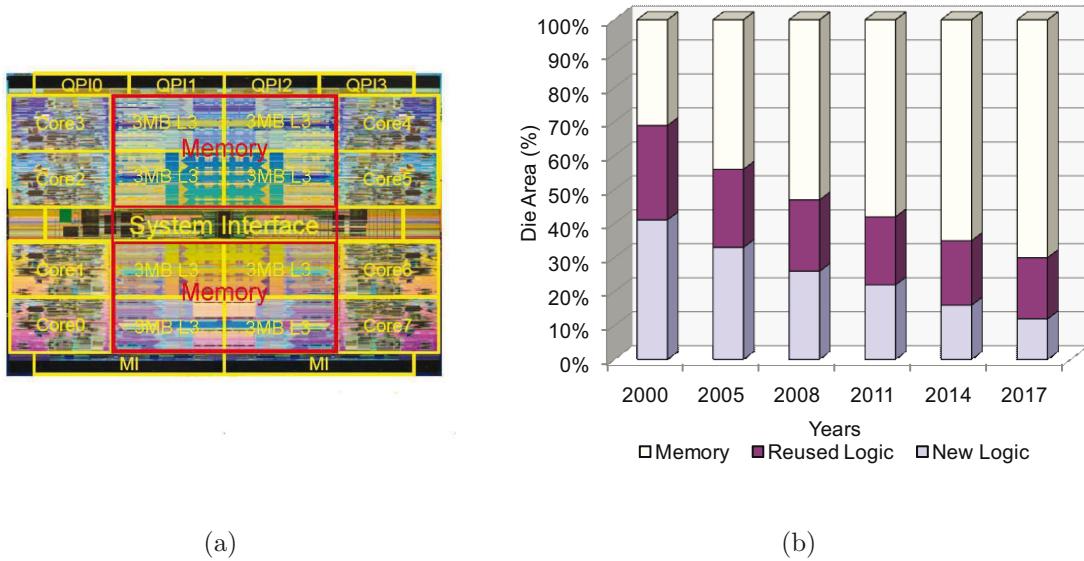 QPI0 QPI1 QPI2 QPI3
Core3 3MB L3 3MB L3 Core4
Memory
Core2 3MB L3 3MB L3 Core5
System Interface
Core1 3MB L3 3MB L3 Core6
Memory
Core0 3MB L3 3MB L3 Core7
MI MI
(a)
Die Area (%)
100%
90%
80%
70%
60%
50%
40%
30%
20%
10%
0%
2000 2005 2008 2011 2014 2017
Years
Memory Reused Logic New Logic
(b)